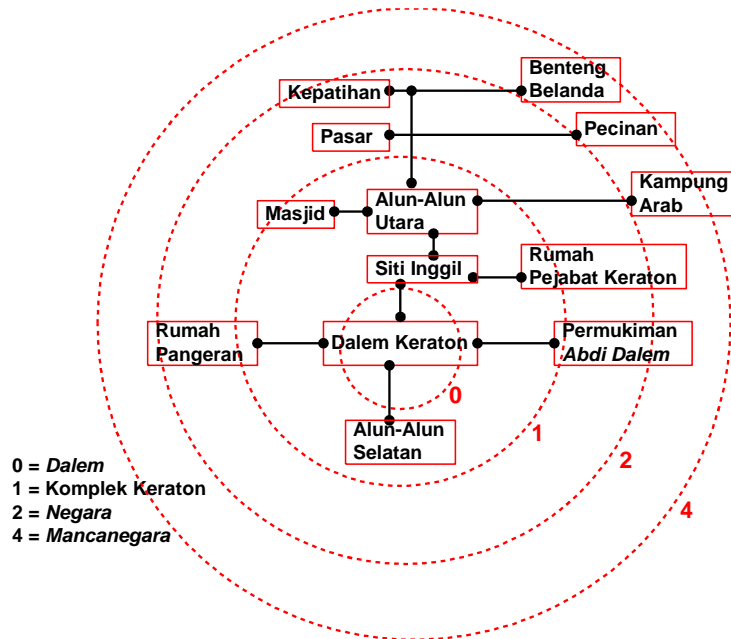 Benteng
Belanda
Kepatihan
Pasar
Pecinan
Kampung
Arab
Masjid
Alun-Alun
Utara
Siti Inggil
Rumah
Pejabat Keraton
Rumah
Pangeran
Dalem Keraton
Permukiman
Abdi Dalem
0
Alun-Alun
Selatan
1
2
4
0 = Dalem
1 = Komplek Keraton
2 = Negara
4 = Mancanegara